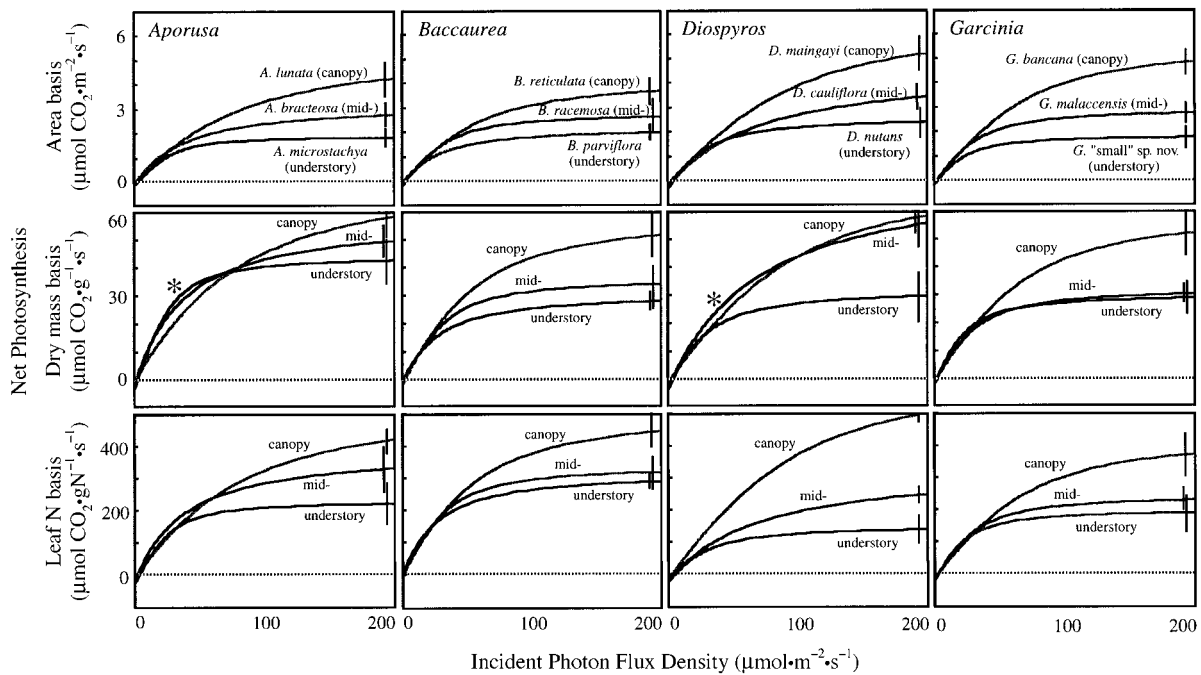 Net Photosynthesis
Area basis
(μmol CO₂•m⁻²•s⁻¹)
6
3
0
Aporusa
A. lunata (canopy)
A. bracteosa (mid-)
A. microstachya
(understory)
Baccaurea
B. reticulata (canopy)
B. racemosa (mid-)
B. parviflora
(understory)
Diospyros
D. maingayi (canopy)
D. cauliflora (mid-)
D. nutans
(understory)
Garcinia
G. bancana (canopy)
G. malaccensis (mid-)
G. "small" sp. nov.
(understory)
Dry mass basis
(μmol CO₂•g⁻¹•s⁻¹)
60
30
0
canopy
mid-
understory
*
canopy
mid-
understory
canopy
mid-
understory
*
canopy
mid-
understory
Leaf N basis
(μmol CO₂•gN⁻¹•s⁻¹)
400
200
0
canopy
mid-
understory
canopy
mid-
understory
canopy
mid-
understory
canopy
mid-
understory
0 100 200
0 100 200
0 100 200
0 100 200
Incident Photon Flux Density (μmol•m⁻²•s⁻¹)